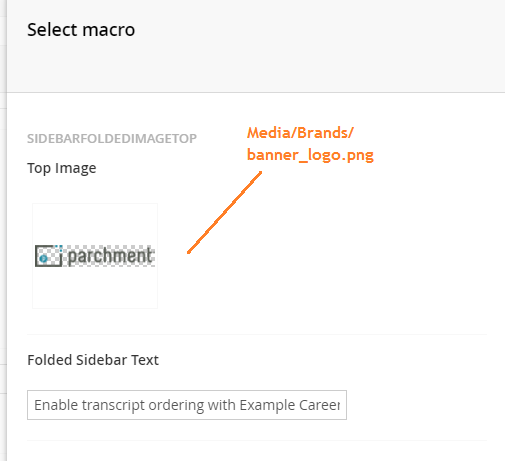 Select macro
SIDEBARFOLDEDIMAGETOP
Media/Brands/
banner_logo.png
Top Image
parchment
Folded Sidebar Text
Enable transcript ordering with Example Career